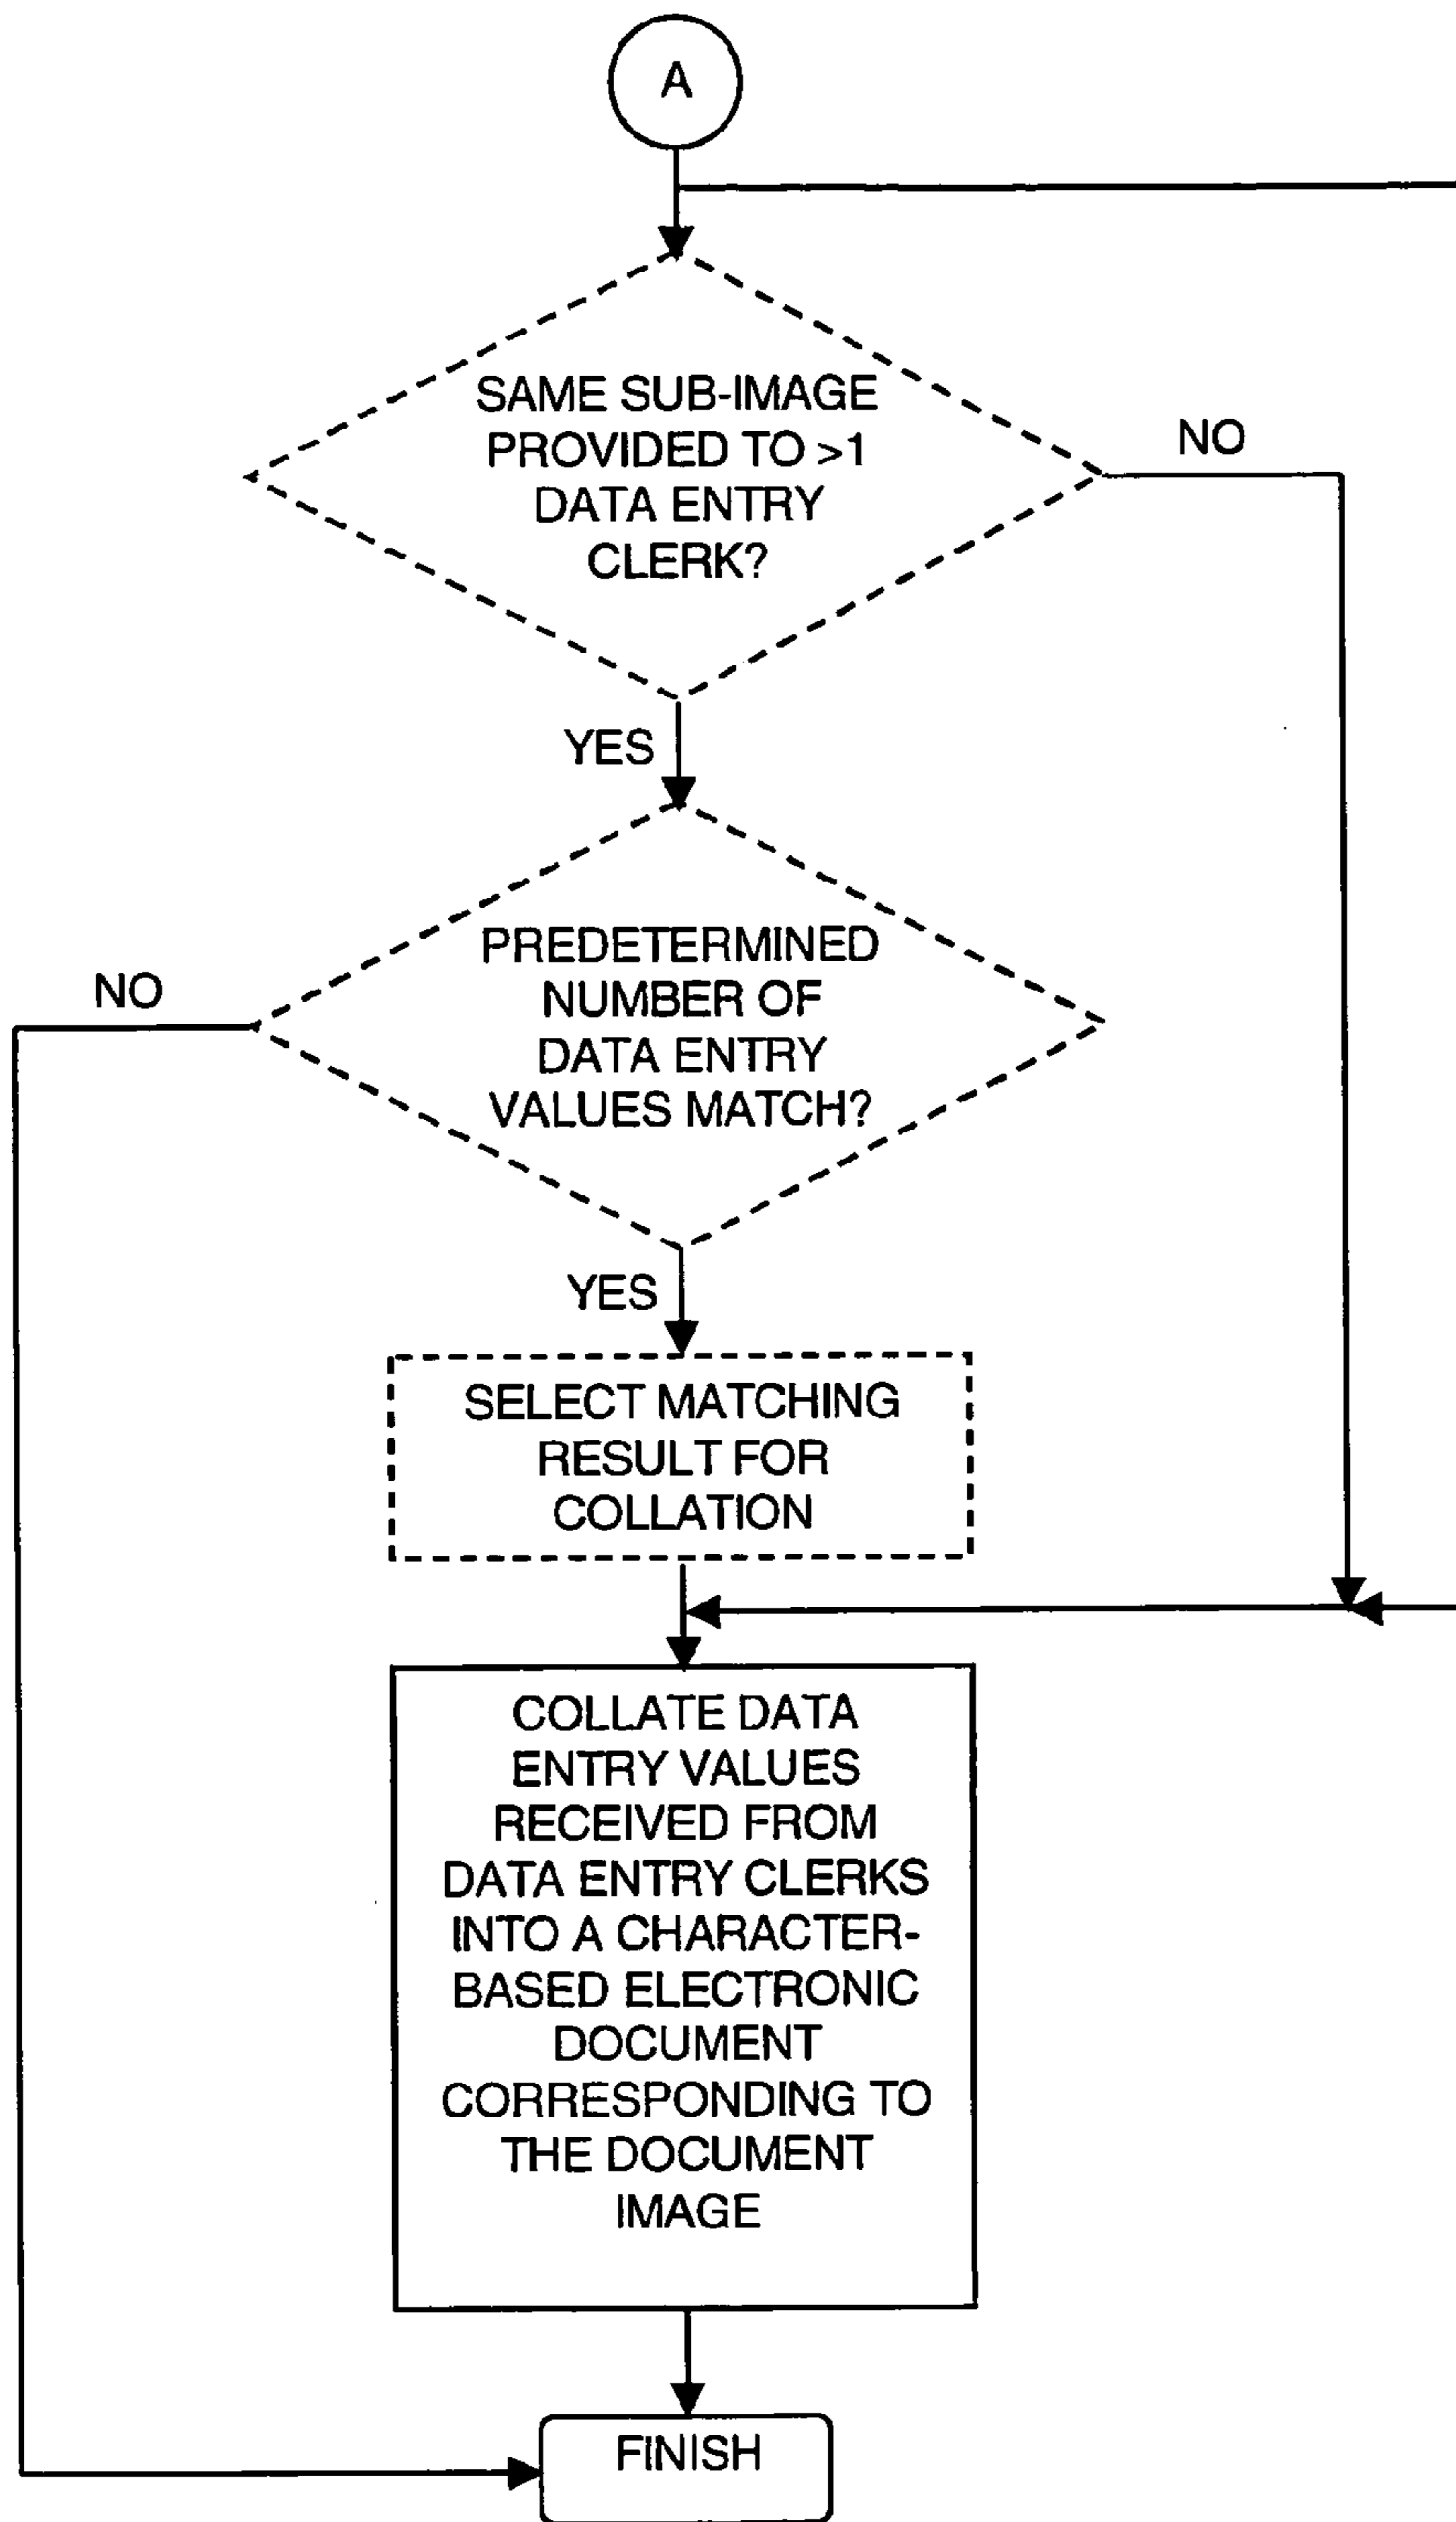 A
SAME SUB-IMAGE
PROVIDED TO >1
DATA ENTRY
CLERK?
NO
YES
PREDETERMINED
NUMBER OF
DATA ENTRY
VALUES MATCH?
NO
YES
SELECT MATCHING
RESULT FOR
COLLATION
COLLATE DATA
ENTRY VALUES
RECEIVED FROM
DATA ENTRY CLERKS
INTO A CHARACTER-
BASED ELECTRONIC
DOCUMENT
CORRESPONDING TO
THE DOCUMENT
IMAGE
FINISH